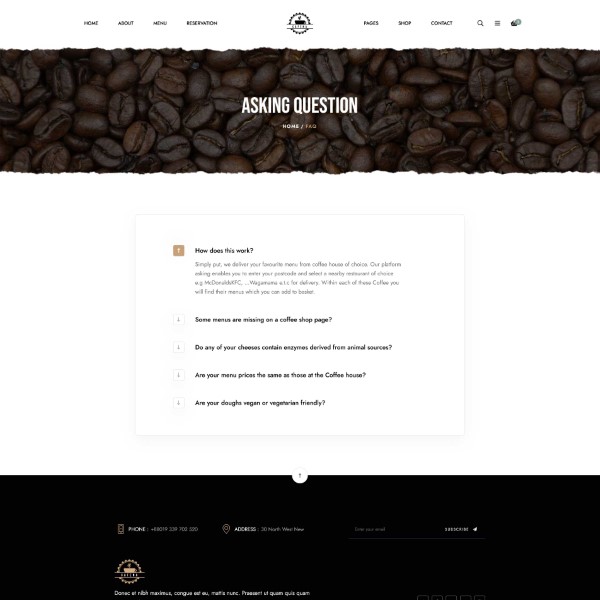 HOME ABOUT MENU RESERVATION PAGES SHOP CONTACT
ASKING QUESTION
HOME / FAQ
How does this work?
Simply put, we deliver your favourite menu from coffee house of choice. Our platform
asking enables you to enter your postcode and select a nearby restaurant of choice
e.g McDonaldsKFC, ...Wagamama e.t.c for delivery. Within each of these Coffee you
will find their menus which you can add to basket.
Some menus are missing on a coffee shop page?
Do any of your cheeses contain enzymes derived from animal sources?
Are your menu prices the same as those at the Coffee house?
Are your doughs vegan or vegetarian friendly?
PHONE : +88019 339 702 520
ADDRESS : 30 North West New
Enter your email
SUBSCRIBE
Donec et nibh maximus, congue est eu, mattis nunc. Praesent ut quam quis quam